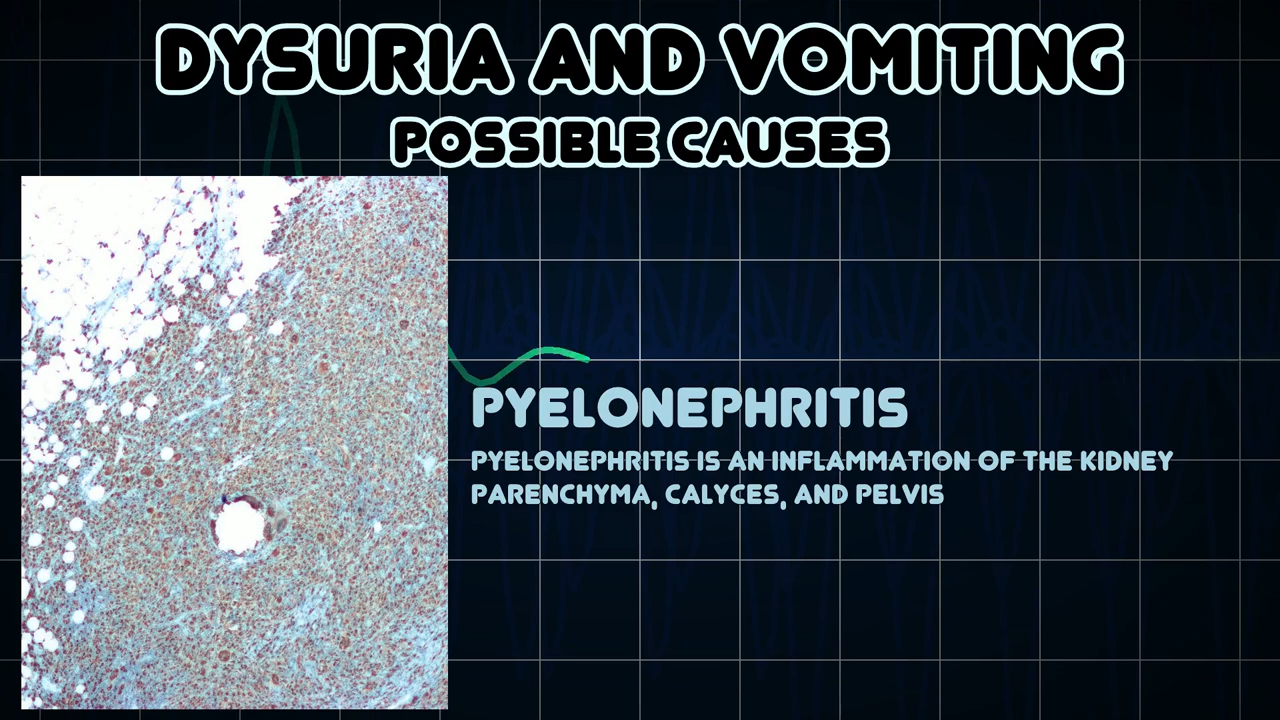 DYSURIA AND VOMITING
POSSIBLE CAUSES
PYELONEPHRITIS
PYELONEPHRITIS IS AN INFLAMMATION OF THE KIDNEY
PARENCHYMA, CALYCES, AND PELVIS